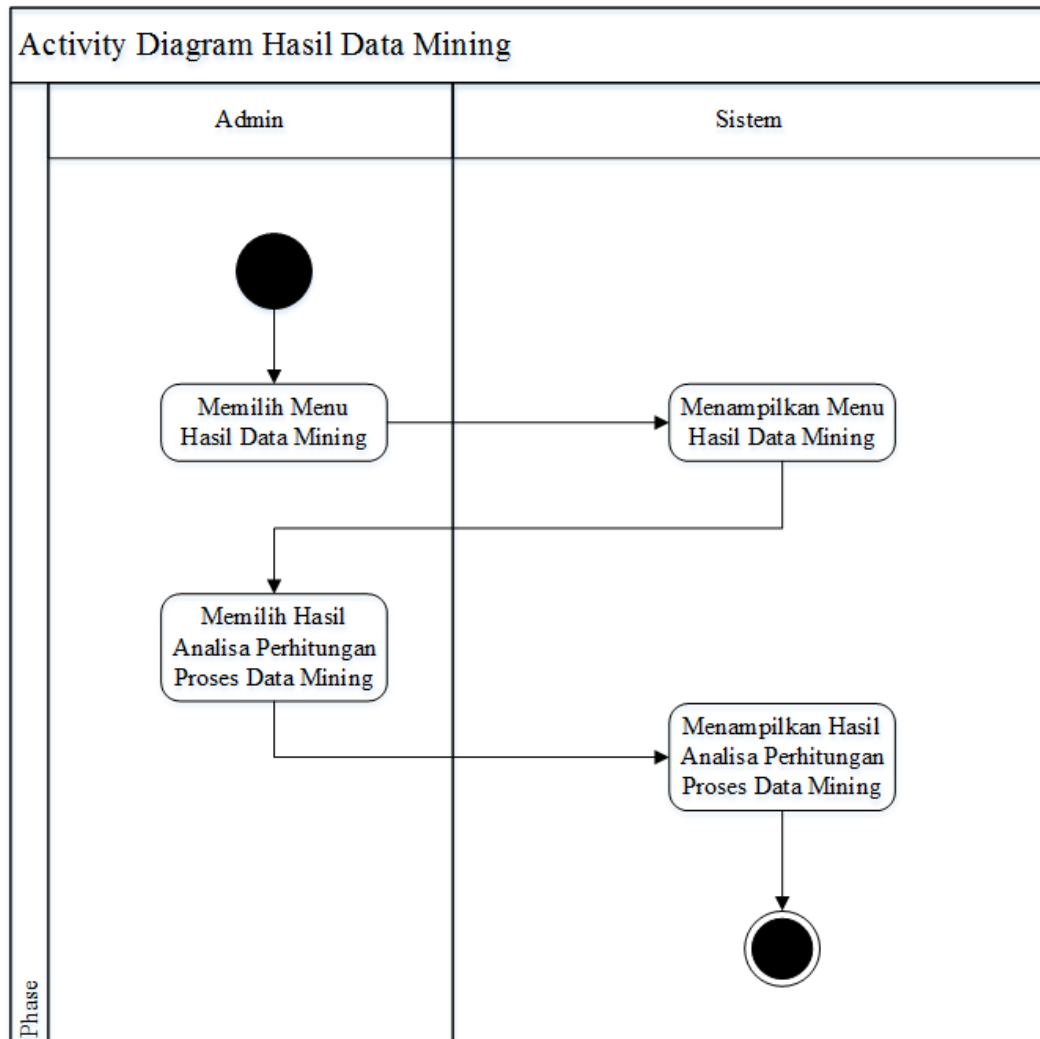 Activity Diagram Hasil Data Mining
Admin
Sistem
Memilih Menu
Hasil Data Mining
Menampilkan Menu
Hasil Data Mining
Memilih Hasil
Analisa Perhitungan
Proses Data Mining
Menampilkan Hasil
Analisa Perhitungan
Proses Data Mining
Phase